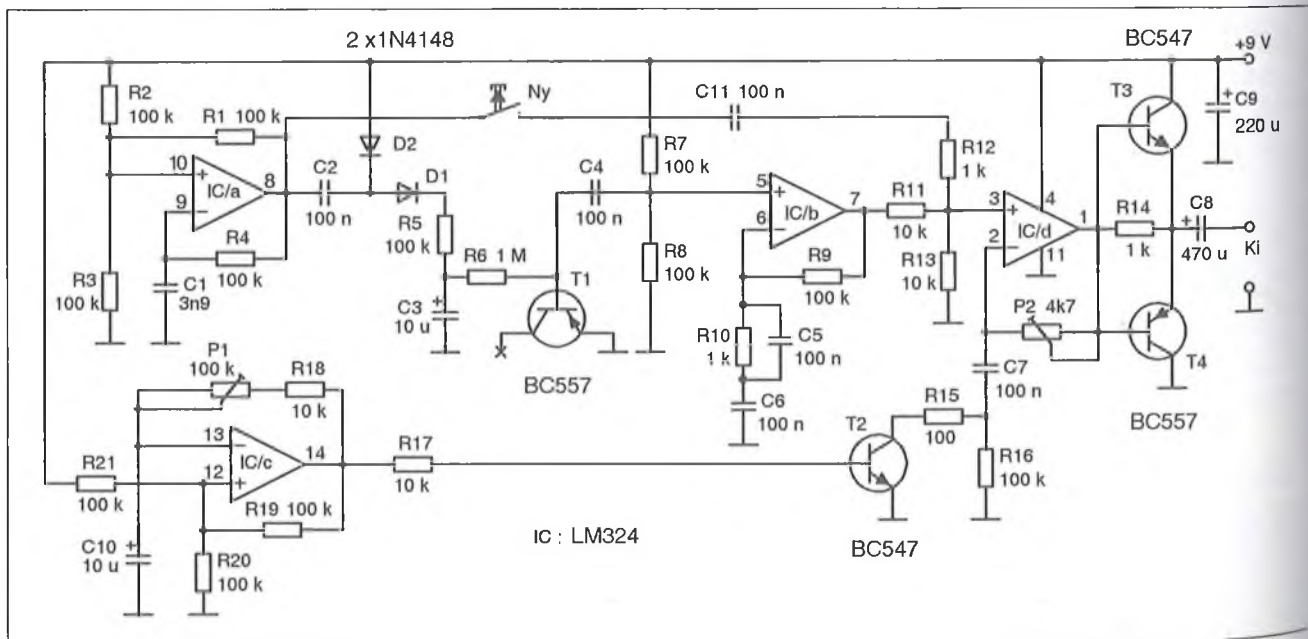 2 x1N4148
BC547
+9 V
R2
100 k
R1 100 k
Ny
C11 100 n
T3
C9
220 u
+
D2
R7
100 k
R12
1 k
10
+
IC/a
8
9
−
C2
100 n
D1
C4
100 n
5
+
IC/b
7
6
−
R11
10 k
3
+
IC/d
4
1
2
−
11
R14
1 k
+
C8
470 u
Ki
R4
100 k
R5
100 k
R6 1 M
T1
R8
100 k
R9
100 k
R13
10 k
R3
100 k
C1
3n9
+
C3
10 u
P2 4k7
R10
1 k
C5
100 n
T4
P1
100 k
R18
10 k
BC557
C7
100 n
BC557
C6
100 n
R15
100
T2
13
−
IC/c
14
12
+
R17
10 k
R21
100 k
R16
100 k
R19 100 k
+
C10
10 u
R20
100 k
IC : LM324
BC547